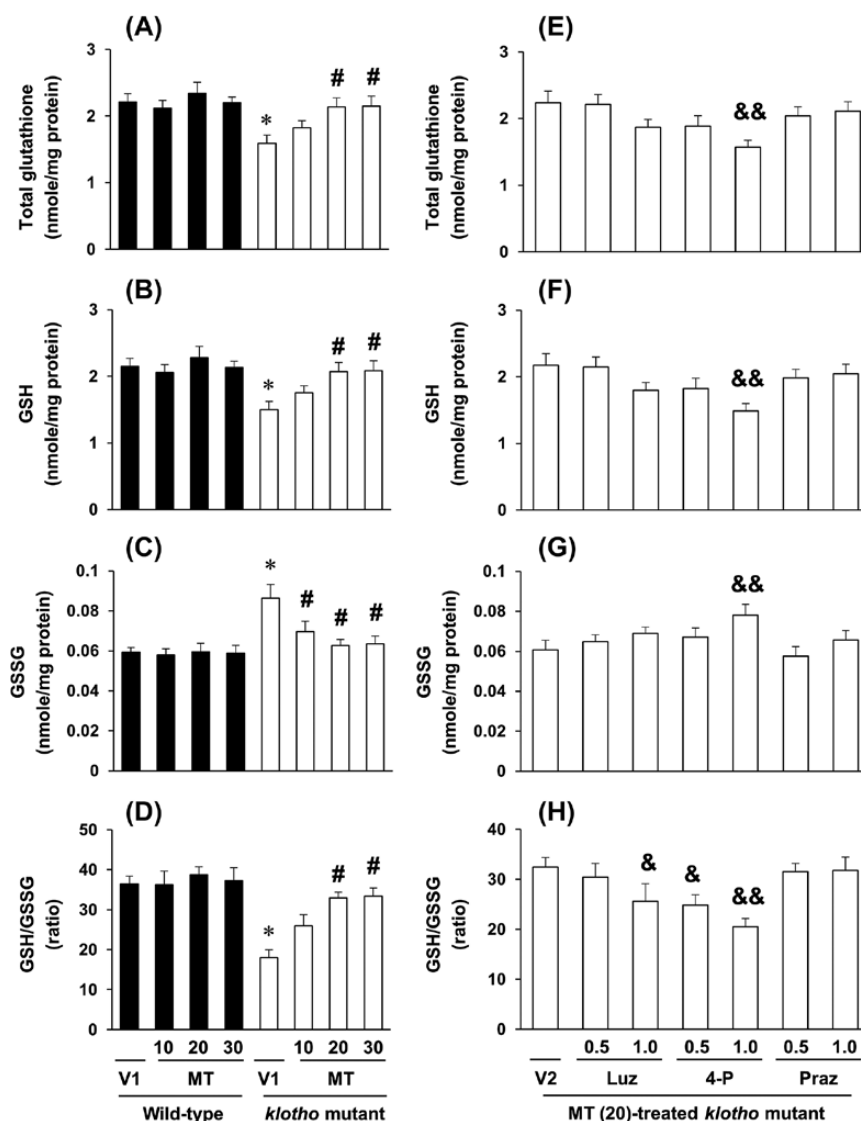 (A)
Total glutathione
(nmole/mg protein)
3
2
1
0
*
#
#
(B)
GSH
(nmole/mg protein)
3
2
1
0
*
#
#
(C)
GSSG
(nmole/mg protein)
0.1
0.08
0.06
0.04
0.02
0
*
#
#
#
(D)
GSH/GSSG
(ratio)
50
40
30
20
10
0
*
#
#
10 20 30 10 20 30
V1 MT V1 MT
Wild-type klotho mutant
(E)
Total glutathione
(nmole/mg protein)
3
2
1
0
&&
(F)
GSH
(nmole/mg protein)
3
2
1
0
&&
(G)
GSSG
(nmole/mg protein)
0.1
0.08
0.06
0.04
0.02
0
&&
(H)
GSH/GSSG
(ratio)
40
30
20
10
0
&
&
&&
0.5 1.0 0.5 1.0 0.5 1.0
V2 Luz 4-P Praz
MT (20)-treated klotho mutant